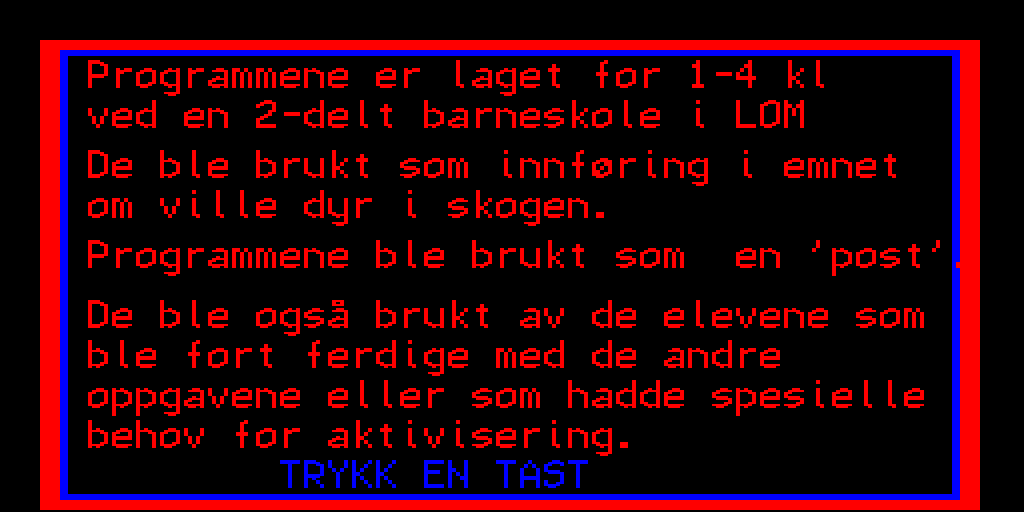 Programmene er laget for 1-4 kl
ved en 2-delt barneskole i LOM
De ble brukt som innføring i emnet
om ville dyr i skogen.
Programmene ble brukt som  en 'post'.
De ble også brukt av de elevene som
ble fort ferdige med de andre
oppgavene eller som hadde spesielle
behov for aktivisering.
TRYKK EN TAST